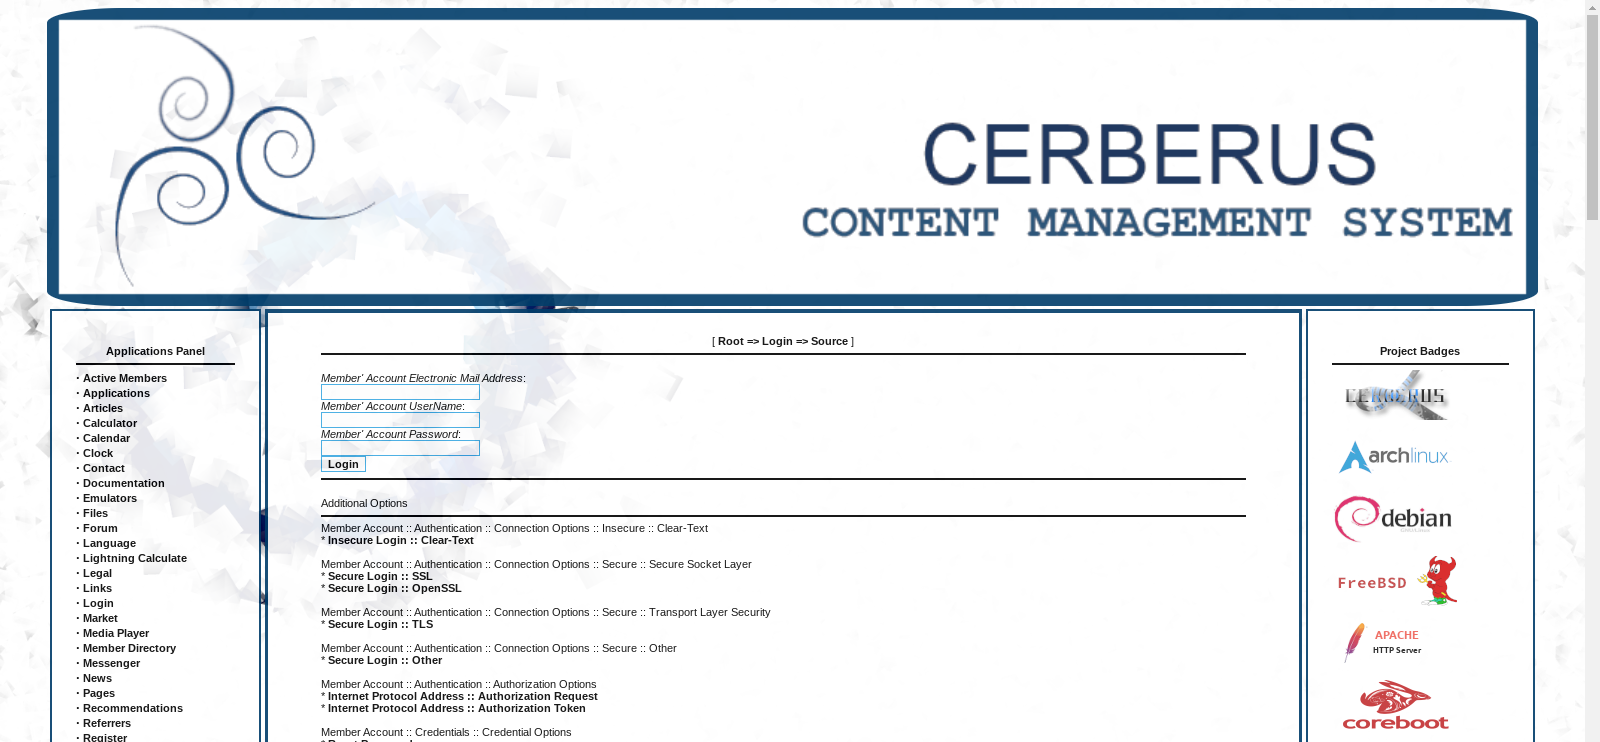 CERBERUS
CONTENT MANAGEMENT SYSTEM
Applications Panel
· Active Members
· Applications
· Articles
· Calculator
· Calendar
· Clock
· Contact
· Documentation
· Emulators
· Files
· Forum
· Language
· Lightning Calculate
· Legal
· Links
· Login
· Market
· Media Player
· Member Directory
· Messenger
· News
· Pages
· Recommendations
· Referrers
· Register
[ Root => Login => Source ]
Member' Account Electronic Mail Address:
Member' Account UserName:
Member' Account Password:
Login
Additional Options
Member Account :: Authentication :: Connection Options :: Insecure :: Clear-Text
* Insecure Login :: Clear-Text
Member Account :: Authentication :: Connection Options :: Secure :: Secure Socket Layer
* Secure Login :: SSL
* Secure Login :: OpenSSL
Member Account :: Authentication :: Connection Options :: Secure :: Transport Layer Security
* Secure Login :: TLS
Member Account :: Authentication :: Connection Options :: Secure :: Other
* Secure Login :: Other
Member Account :: Authentication :: Authorization Options
* Internet Protocol Address :: Authorization Request
* Internet Protocol Address :: Authorization Token
Member Account :: Credentials :: Credential Options
Project Badges
CERBERUS
archlinux
debian
FreeBSD
APACHE
HTTP Server
coreboot